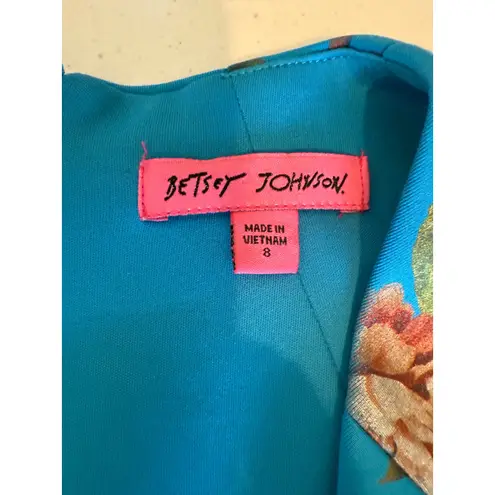 BETSEY JOHNSON.
MADE IN
VIETNAM
8